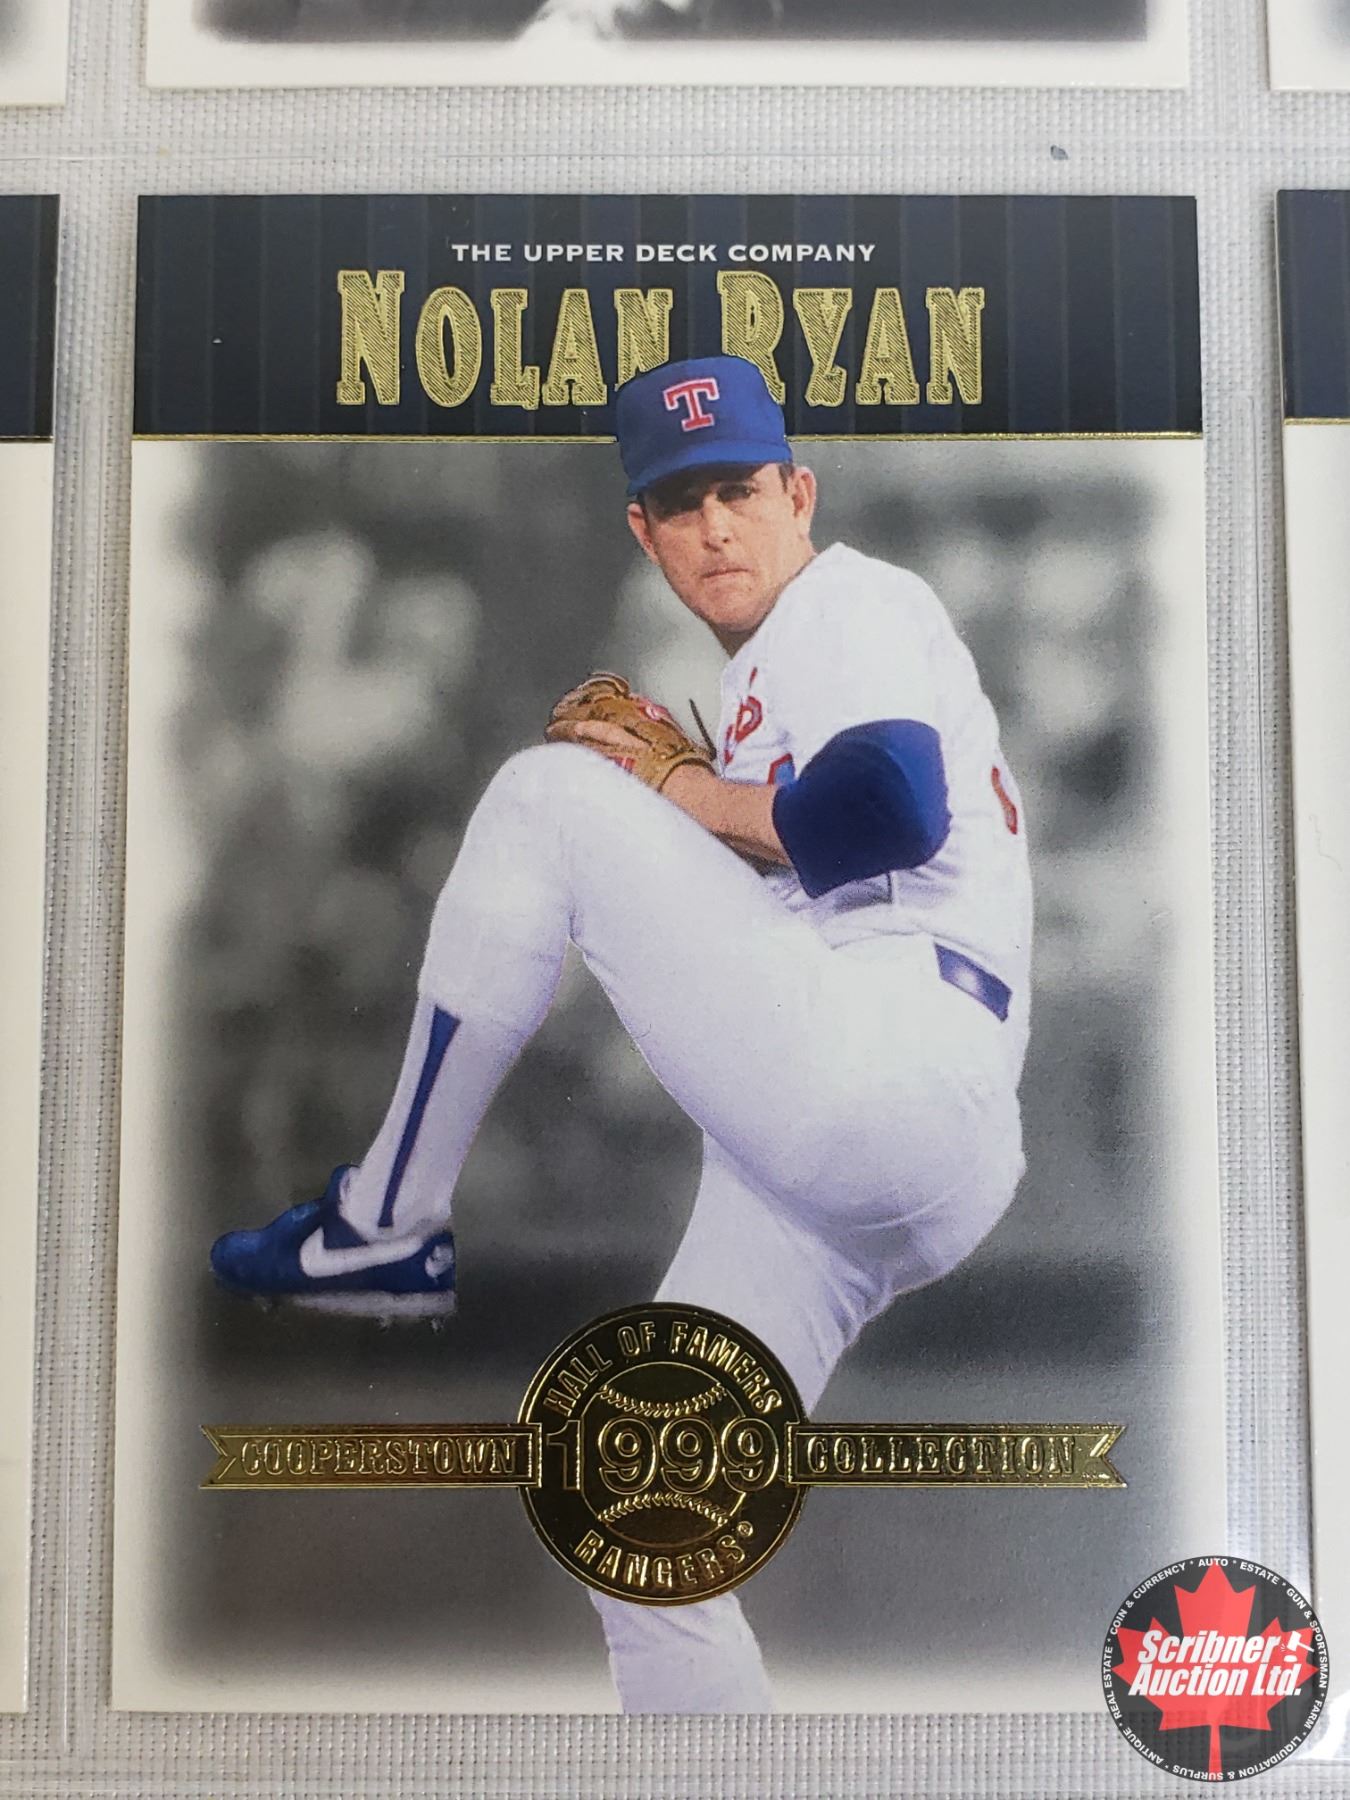 THE UPPER DECK COMPANY
NOLAN RYAN
T
HALL OF FAMERS
COOPERSTOWN 1999 COLLECTION
RANGERS®
COIN & CURRENCY * AUTO * ESTATE * GUN & SPORTSMAN * FARM * LIQUIDATION & SURPLUS * ANTIQUE * REAL ESTATE *
Scribner
Auction Ltd.